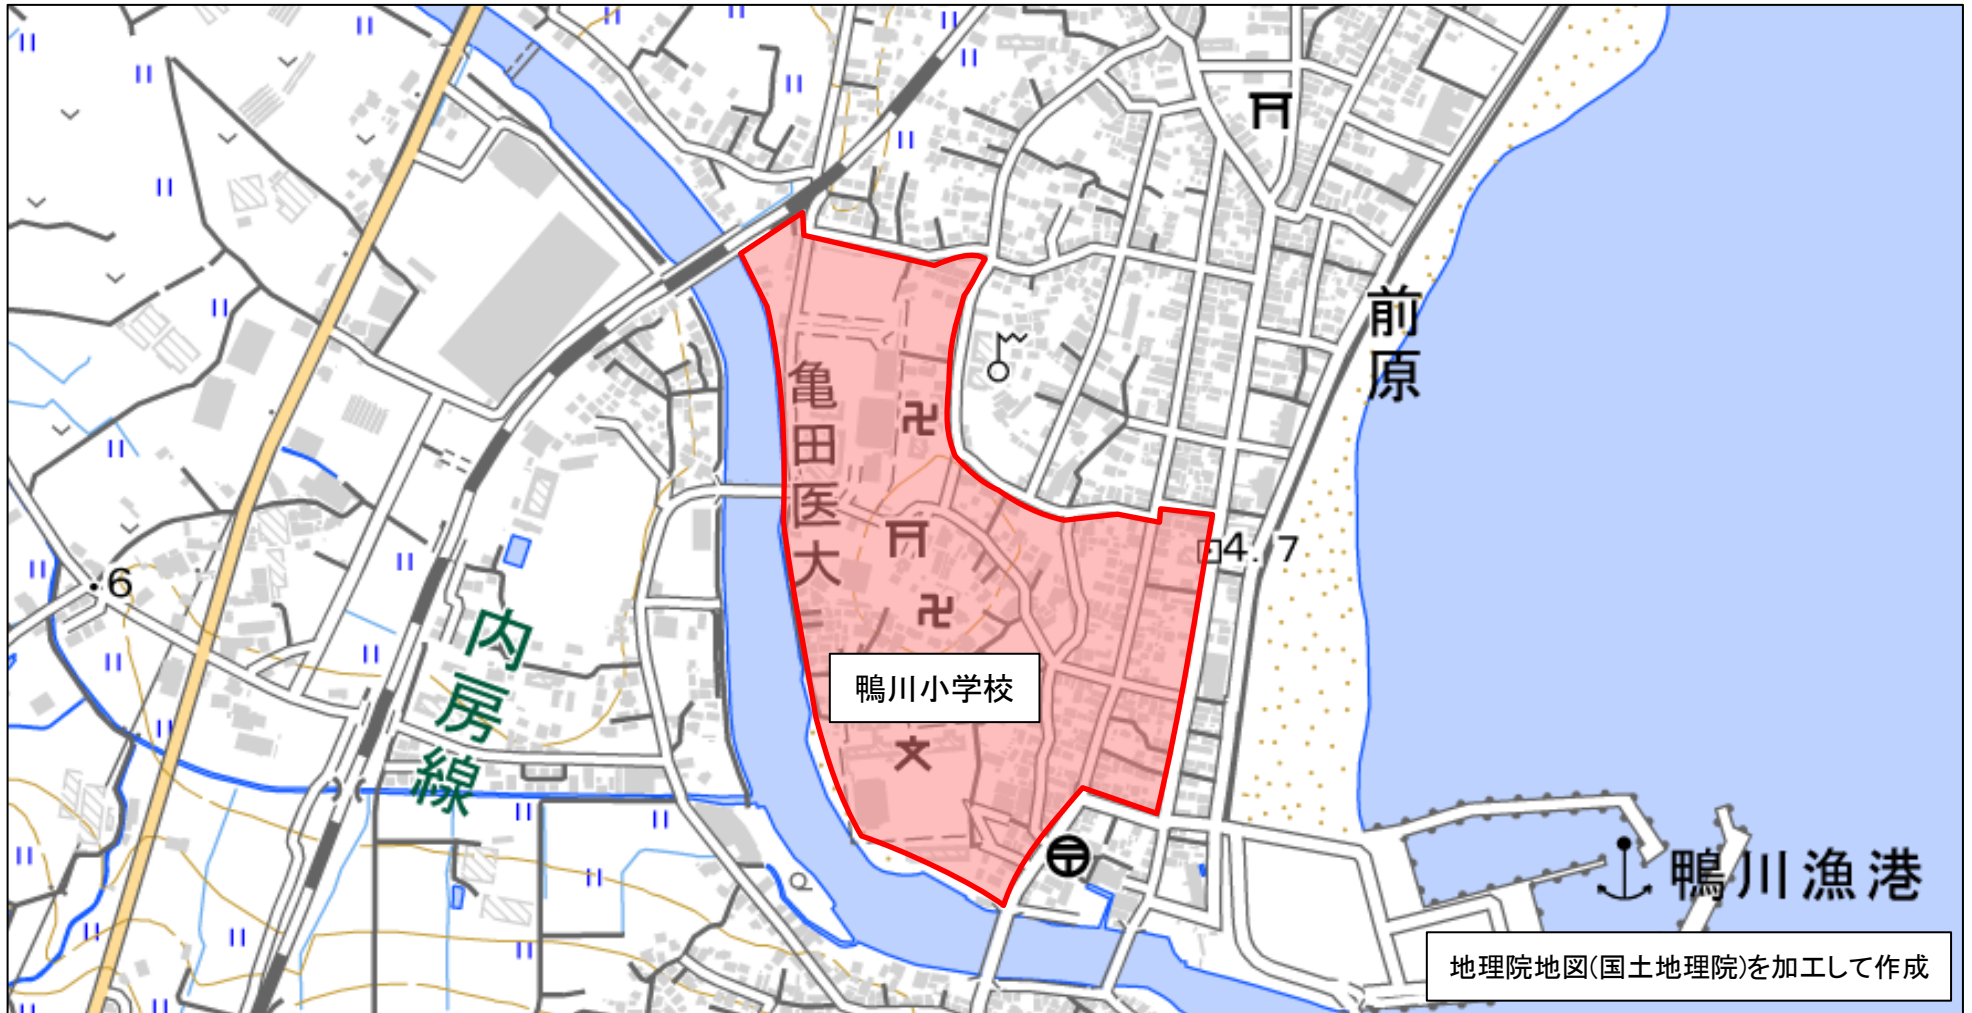 前原
亀田医大
4.7
6
内房線
鴨川小学校
鴨川漁港
地理院地図(国土地理院)を加工して作成